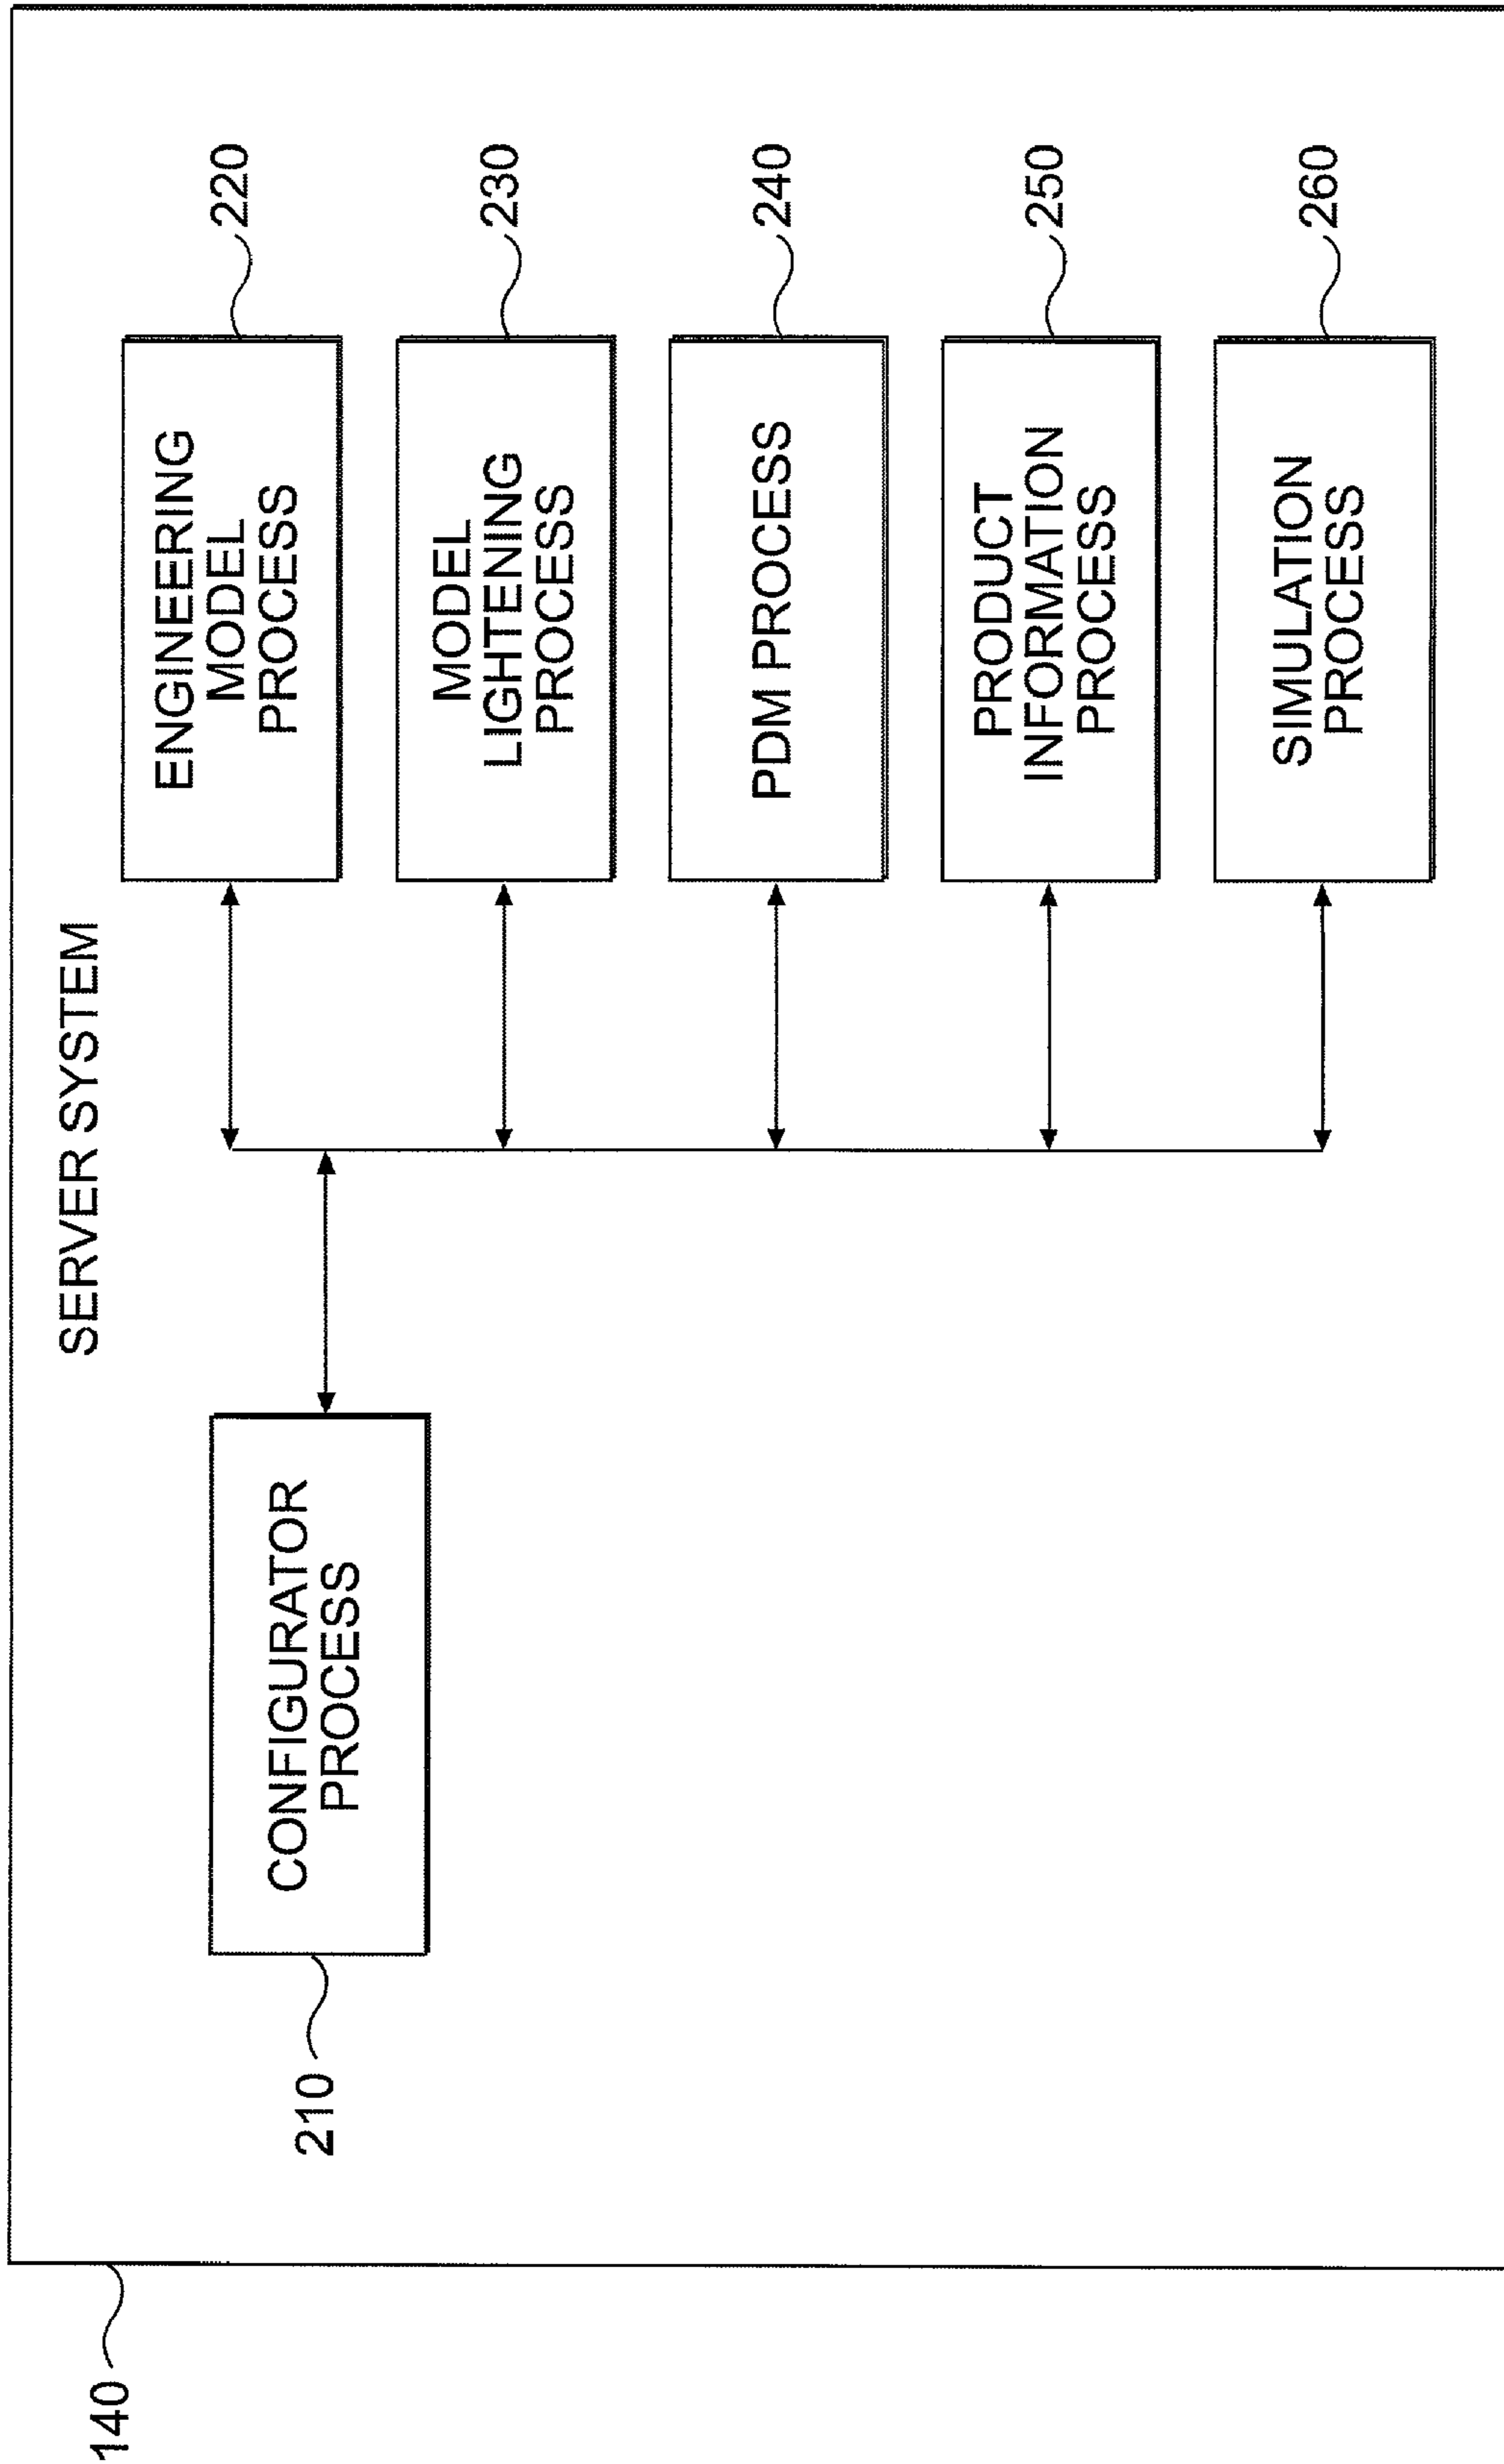 SERVER SYSTEM
140
210
CONFIGURATOR
PROCESS
ENGINEERING
MODEL
PROCESS
220
MODEL
LIGHTENING
PROCESS
230
PDM PROCESS
240
PRODUCT
INFORMATION
PROCESS
250
SIMULATION
PROCESS
260